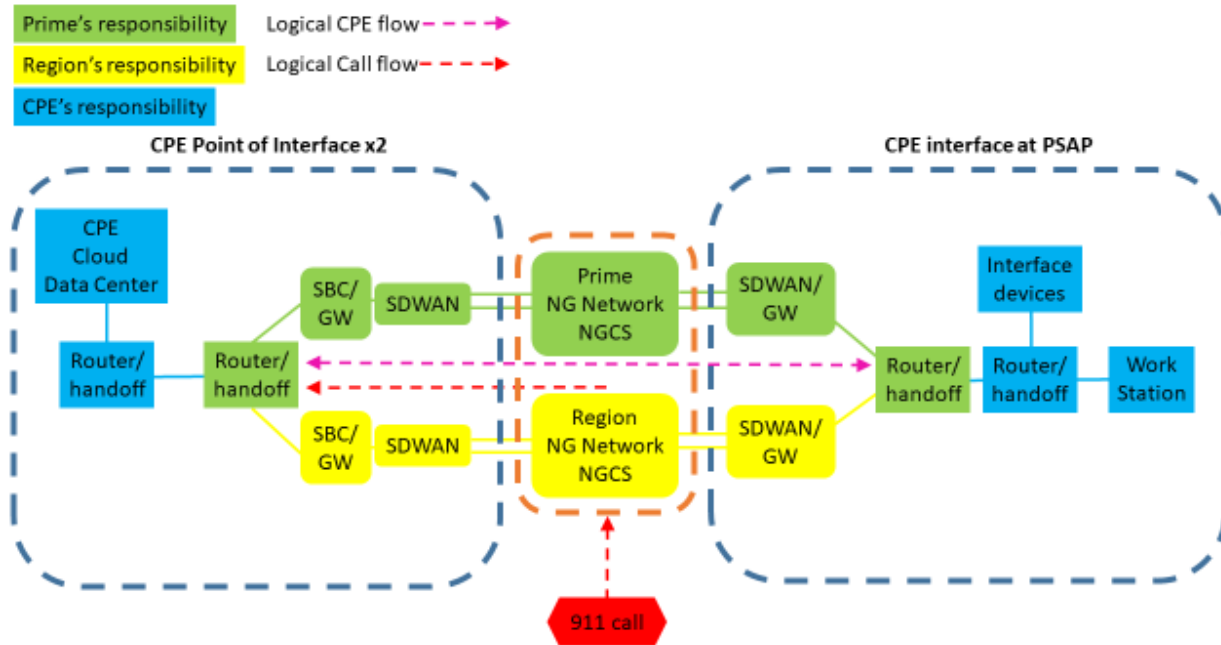 Prime's responsibility
Logical CPE flow
Region's responsibility
Logical Call flow
CPE's responsibility
CPE Point of Interface x2
CPE interface at PSAP
CPE
Cloud
Data Center
Router/
handoff
Router/
handoff
SBC/
GW
SDWAN
Prime
NG Network
NGCS
SDWAN/
GW
Interface
devices
Router/
handoff
Router/
handoff
Work
Station
SBC/
GW
SDWAN
Region
NG Network
NGCS
SDWAN/
GW
911 call